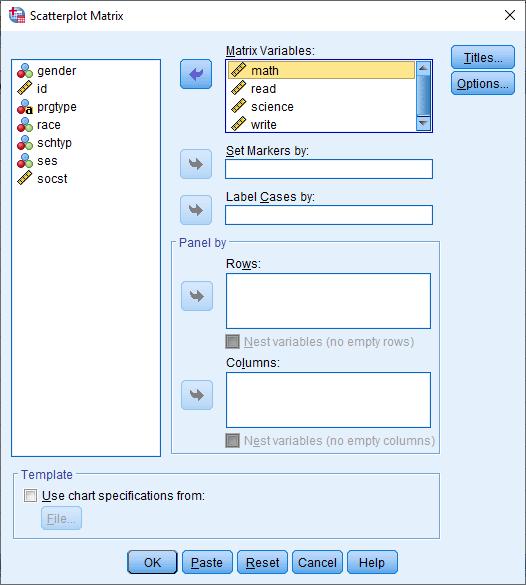 Scatterplot Matrix
gender
id
prgtype
race
schtyp
ses
socst
Matrix Variables:
math
read
science
write
Titles...
Options...
Set Markers by:
Label Cases by:
Panel by
Rows:
Nest variables (no empty rows)
Columns:
Nest variables (no empty columns)
Template
Use chart specifications from:
File...
OK
Paste
Reset
Cancel
Help